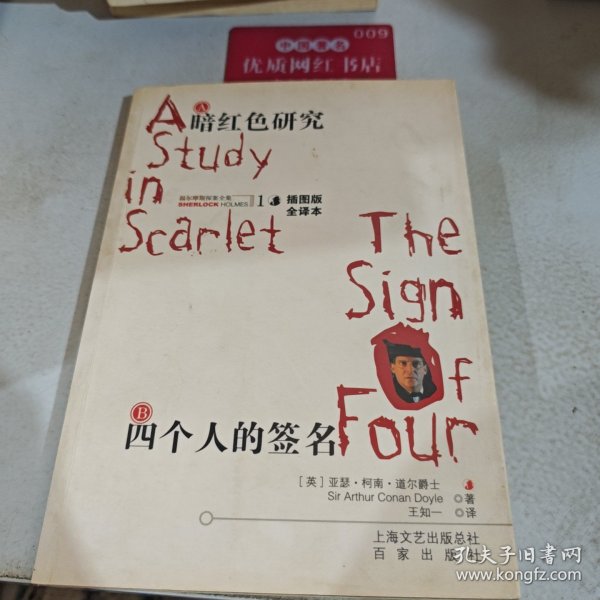 009
中国著名
优质网红书店
A
A 暗红色研究
Study
in
福尔摩斯探案全集
SHERLOCK HOLMES 1 插图版
全译本
Scarlet
The
Sign
Of
Four
B
四个人的签名
[英]亚瑟·柯南·道尔爵士
Sir Arthur Conan Doyle ◎著
王知一 ◎译
上海文艺出版总社
百家出版社
孔夫子旧书网
www.kongfz.com